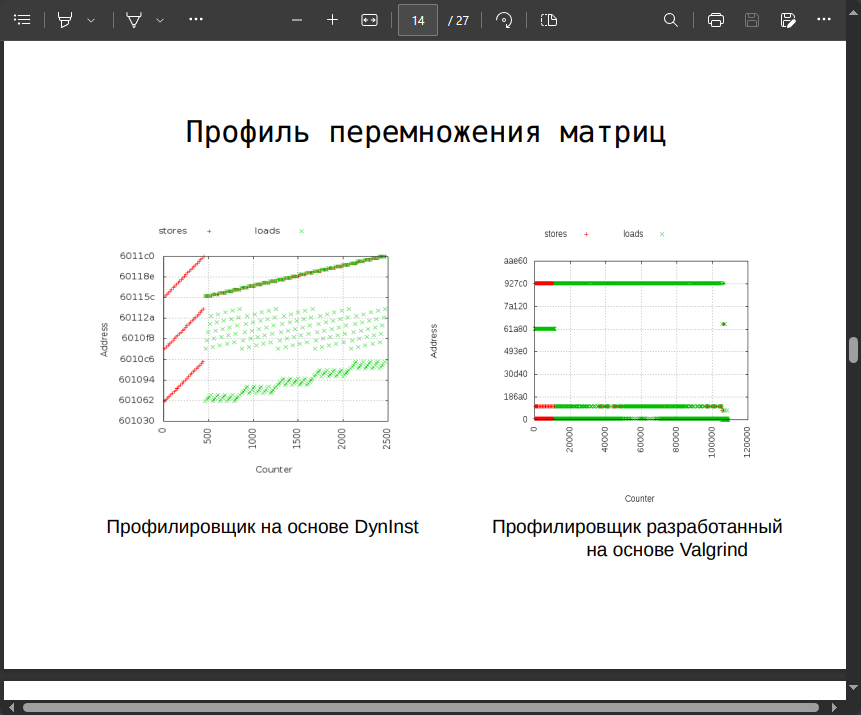 14 / 27
Профиль перемножения матриц
stores loads
6011c0
60118e
60115c
60112a
6010f8
6010c6
601094
601062
601030
Address
0 500 1000 1500 2000 2500
Counter
Профилировщик на основе DynInst
stores loads
aae60
927c0
7a120
61a80
493e0
30d40
186a0
0
Address
0 20000 40000 60000 80000 100000 120000
Counter
Профилировщик разработанный
на основе Valgrind